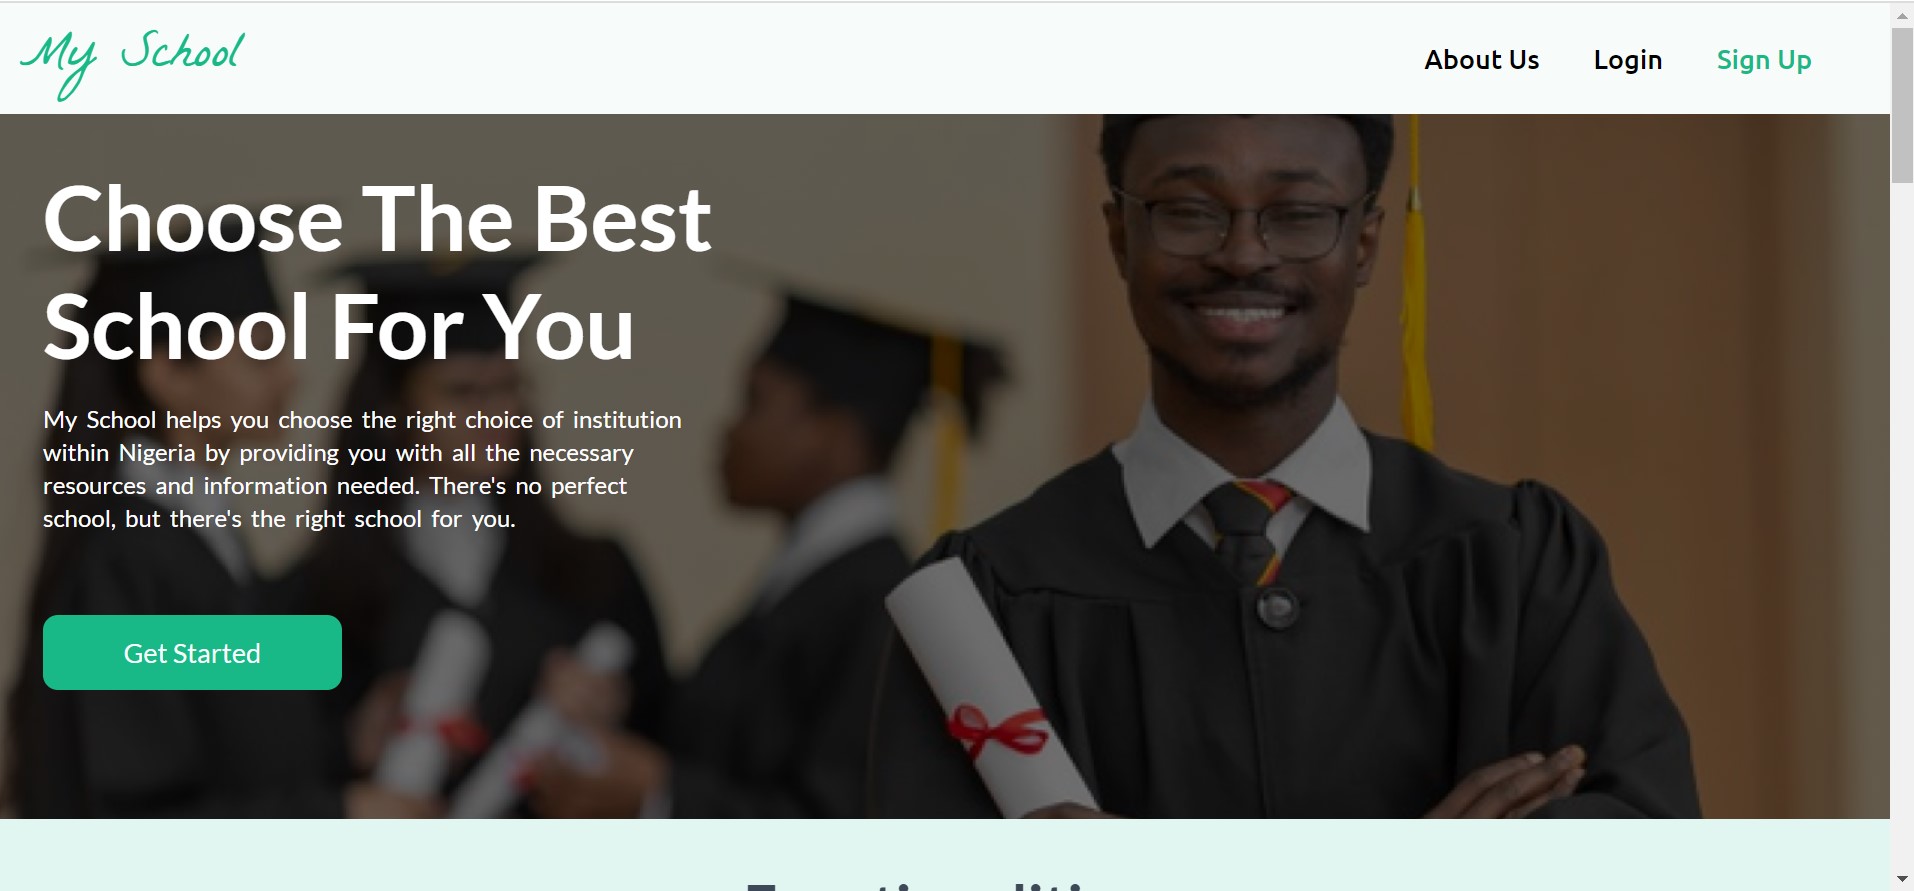 My School
About Us
Login
Sign Up
Choose The Best
School For You
My School helps you choose the right choice of institution
within Nigeria by providing you with all the necessary
resources and information needed. There's no perfect
school, but there's the right school for you.
Get Started